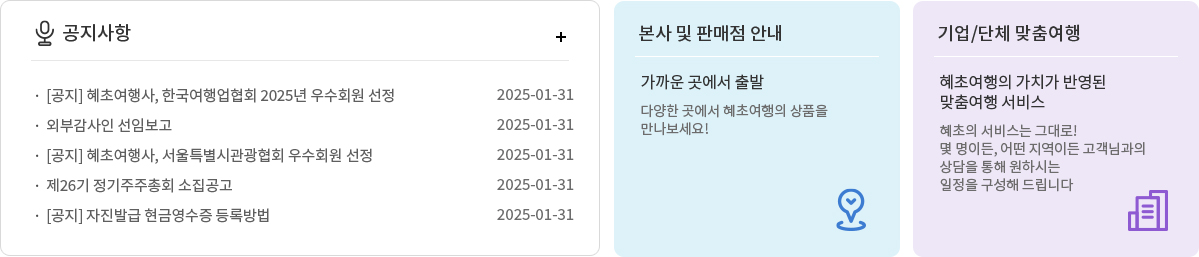 공지사항
· [공지] 혜초여행사, 한국여행업협회 2025년 우수회원 선정 2025-01-31
· 외부감사인 선임보고 2025-01-31
· [공지] 혜초여행사, 서울특별시관광협회 우수회원 선정 2025-01-31
· 제26기 정기주주총회 소집공고 2025-01-31
· [공지] 자진발급 현금영수증 등록방법 2025-01-31
본사 및 판매점 안내
가까운 곳에서 출발
다양한 곳에서 혜초여행의 상품을
만나보세요!
기업/단체 맞춤여행
혜초여행의 가치가 반영된
맞춤여행 서비스
혜초의 서비스는 그대로!
몇 명이든, 어떤 지역이든 고객님과의
상담을 통해 원하시는
일정을 구성해 드립니다